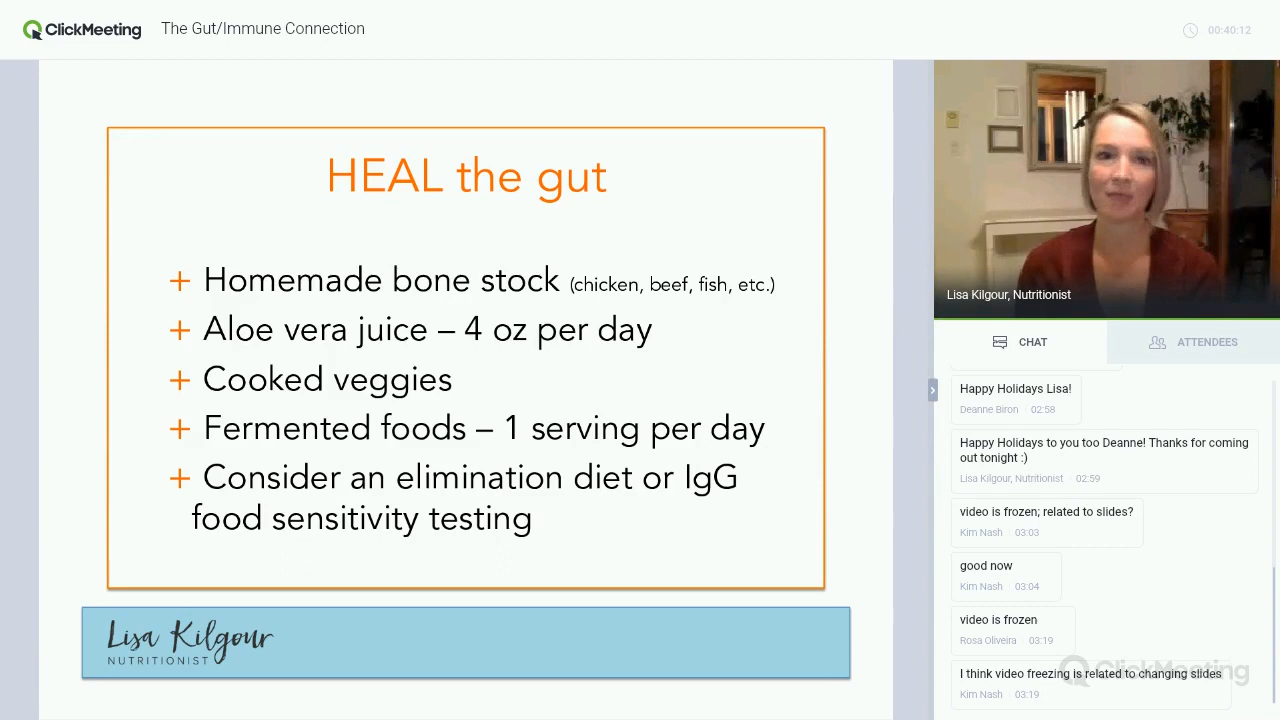 ClickMeeting
The Gut/Immune Connection
00:40:12
HEAL the gut
+ Homemade bone stock (chicken, beef, fish, etc.)
+ Aloe vera juice – 4 oz per day
+ Cooked veggies
+ Fermented foods – 1 serving per day
+ Consider an elimination diet or IgG
food sensitivity testing
Lisa Kilgour
NUTRITIONIST
Lisa Kilgour, Nutritionist
CHAT
ATTENDEES
Happy Holidays Lisa!
Deanne Biron 02:58
Happy Holidays to you too Deanne! Thanks for coming
out tonight :)
Lisa Kilgour, Nutritionist 02:59
video is frozen; related to slides?
Kim Nash 03:03
good now
Kim Nash 03:04
video is frozen
Rosa Oliveira 03:19
I think video freezing is related to changing slides
Kim Nash 03:19
ClickMeeting